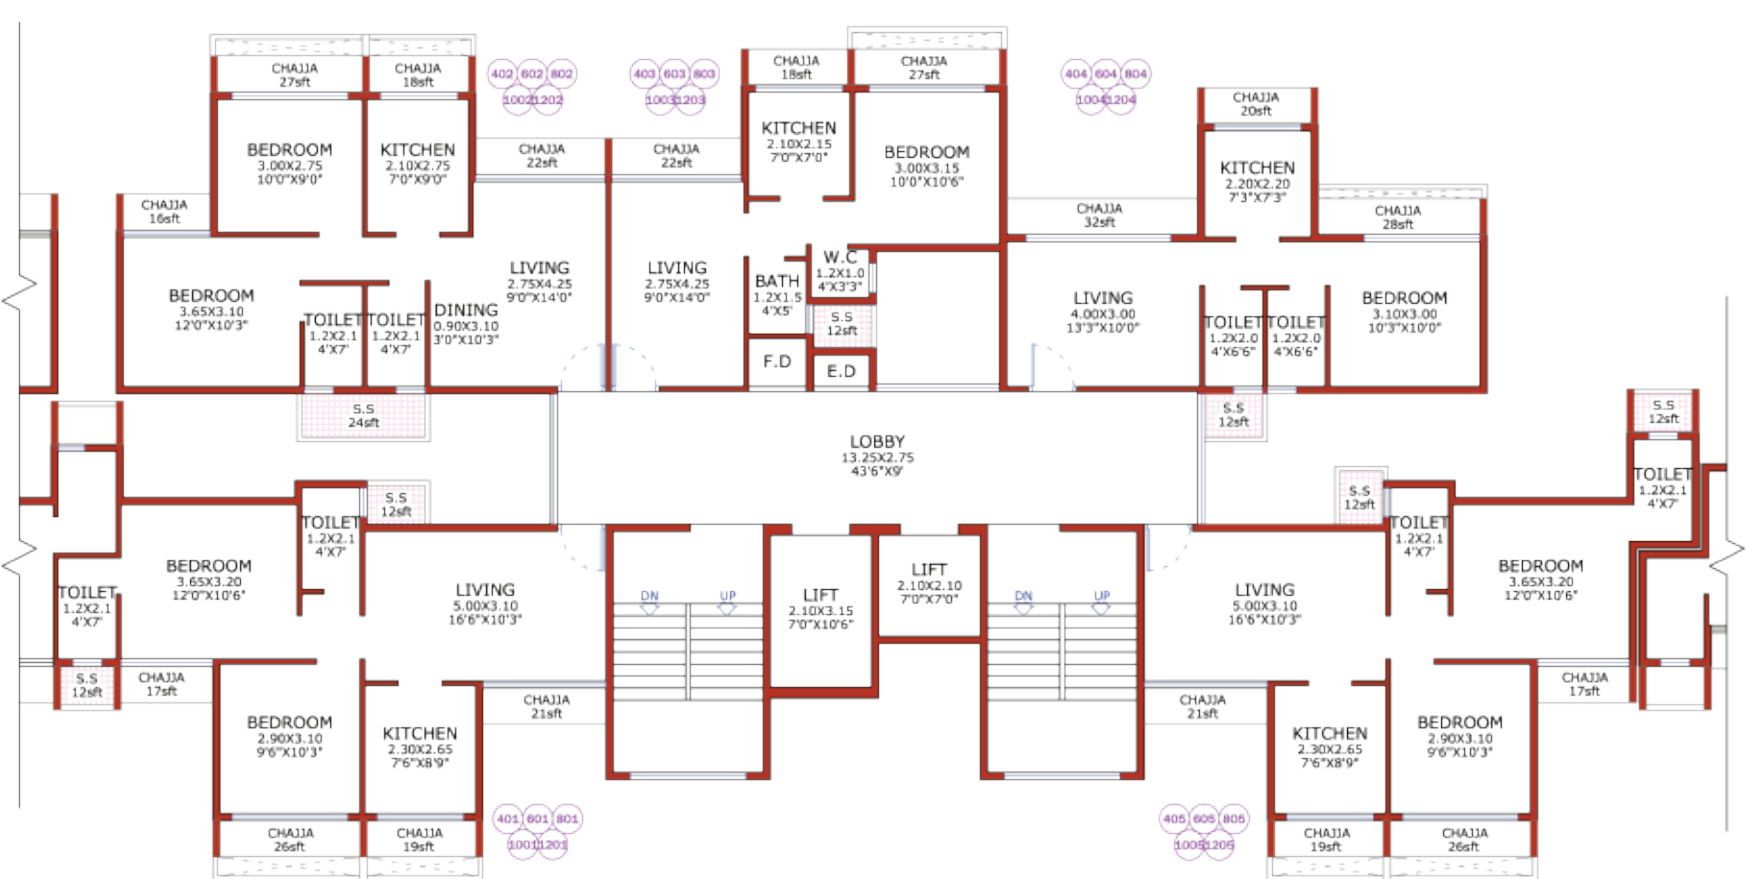 CHAJJA
27sft
CHAJJA
18sft
402 602 802
1002 1202
403 603 803
1003 1203
CHAJJA
18sft
CHAJJA
27sft
404 604 804
1004 1204
CHAJJA
20sft
BEDROOM
3.00X2.75
10'0"X9'0"
KITCHEN
2.10X2.75
7'0"X9'0"
CHAJJA
22sft
CHAJJA
22sft
KITCHEN
2.10X2.15
7'0"X7'0"
BEDROOM
3.00X3.15
10'0"X10'6"
KITCHEN
2.20X2.20
7'3"X7'3"
CHAJJA
16sft
CHAJJA
32sft
CHAJJA
28sft
BEDROOM
3.65X3.10
12'0"X10'3"
TOILET
1.2X2.1
4'X7'
TOILET
1.2X2.1
4'X7'
DINING
0.90X3.10
3'0"X10'3"
LIVING
2.75X4.25
9'0"X14'0"
LIVING
2.75X4.25
9'0"X14'0"
BATH
1.2X1.5
4'X5'
W.C
1.2X1.0
4'X3'3"
S.S
12sft
F.D
E.D
LIVING
4.00X3.00
13'3"X10'0"
TOILET
1.2X2.0
4'X6'6"
TOILET
1.2X2.0
4'X6'6"
BEDROOM
3.10X3.00
10'3"X10'0"
S.S
24sft
S.S
12sft
S.S
12sft
LOBBY
13.25X2.75
43'6"X9'
TOILET
1.2X2.1
4'X7'
S.S
12sft
S.S
12sft
TOILET
1.2X2.1
4'X7'
TOILET
1.2X2.1
4'X7'
BEDROOM
3.65X3.20
12'0"X10'6"
LIVING
5.00X3.10
16'6"X10'3"
DN
UP
LIFT
2.10X3.15
7'0"X10'6"
LIFT
2.10X2.10
7'0"X7'0"
DN
UP
LIVING
5.00X3.10
16'6"X10'3"
BEDROOM
3.65X3.20
12'0"X10'6"
TOILET
1.2X2.1
4'X7'
S.S
12sft
CHAJJA
17sft
CHAJJA
21sft
CHAJJA
21sft
CHAJJA
17sft
BEDROOM
2.90X3.10
9'6"X10'3"
KITCHEN
2.30X2.65
7'6"X8'9"
KITCHEN
2.30X2.65
7'6"X8'9"
BEDROOM
2.90X3.10
9'6"X10'3"
CHAJJA
26sft
CHAJJA
19sft
401 601 801
1001 1201
405 605 805
1005 1205
CHAJJA
19sft
CHAJJA
26sft